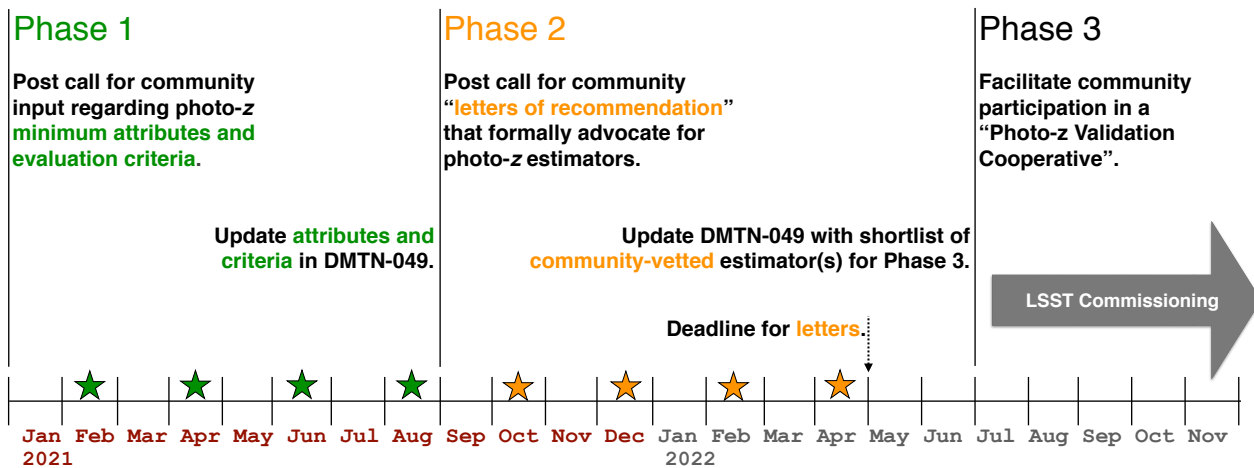 Phase 1
Post call for community
input regarding photo-z
minimum attributes and
evaluation criteria.
Update attributes and
criteria in DMTN-049.
Phase 2
Post call for community
“letters of recommendation”
that formally advocate for
photo-z estimators.
Update DMTN-049 with shortlist of
community-vetted estimator(s) for Phase 3.
Deadline for letters.
Phase 3
Facilitate community
participation in a
“Photo-z Validation
Cooperative”.
LSST Commissioning
Jan Feb Mar Apr May Jun Jul Aug Sep Oct Nov Dec Jan Feb Mar Apr May Jun Jul Aug Sep Oct Nov
2021 2022